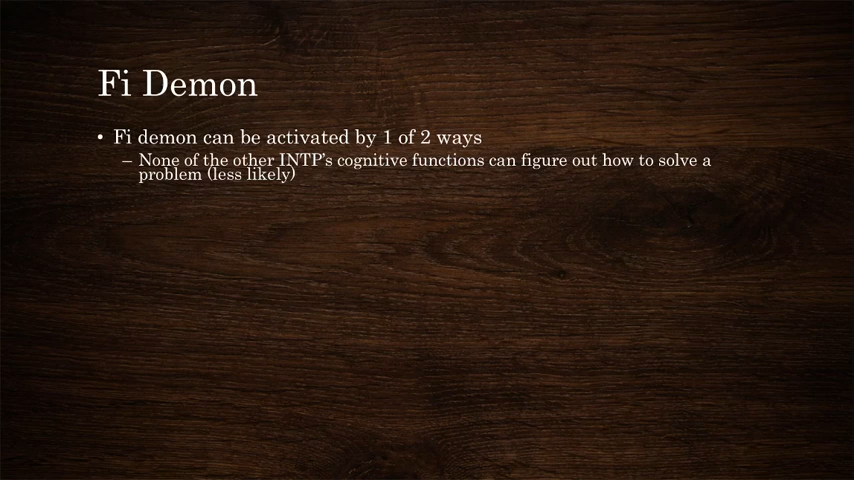 Fi Demon
• Fi demon can be activated by 1 of 2 ways
– None of the other INTP's cognitive functions can figure out how to solve a
problem (less likely)